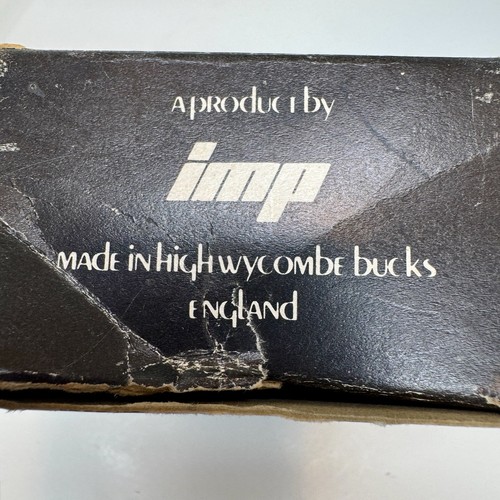 A PRODUCT by
imp
MADE IN HIGH WYCOMBE BUCKS
ENGLAND